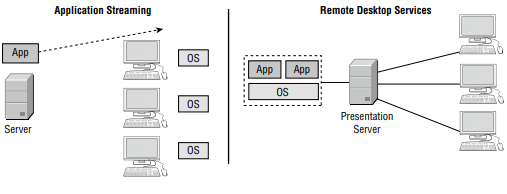 Application Streaming
App
OS
OS
OS
Server
Remote Desktop Services
App App
OS
Presentation
Server